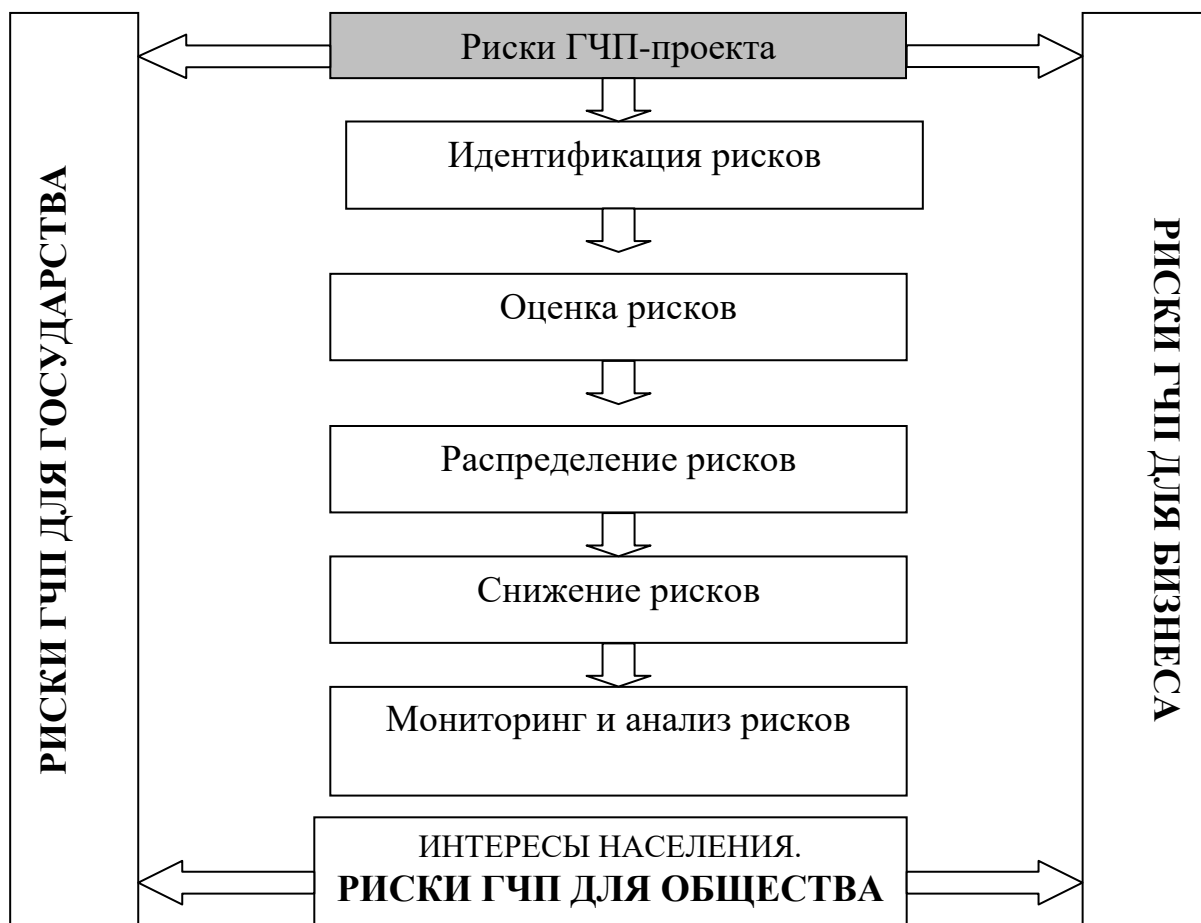 Риски ГЧП-проекта
Идентификация рисков
Оценка рисков
Распределение рисков
Снижение рисков
Мониторинг и анализ рисков
ИНТЕРЕСЫ НАСЕЛЕНИЯ.
РИСКИ ГЧП ДЛЯ ОБЩЕСТВА
РИСКИ ГЧП ДЛЯ ГОСУДАРСТВА
РИСКИ ГЧП ДЛЯ БИЗНЕСА